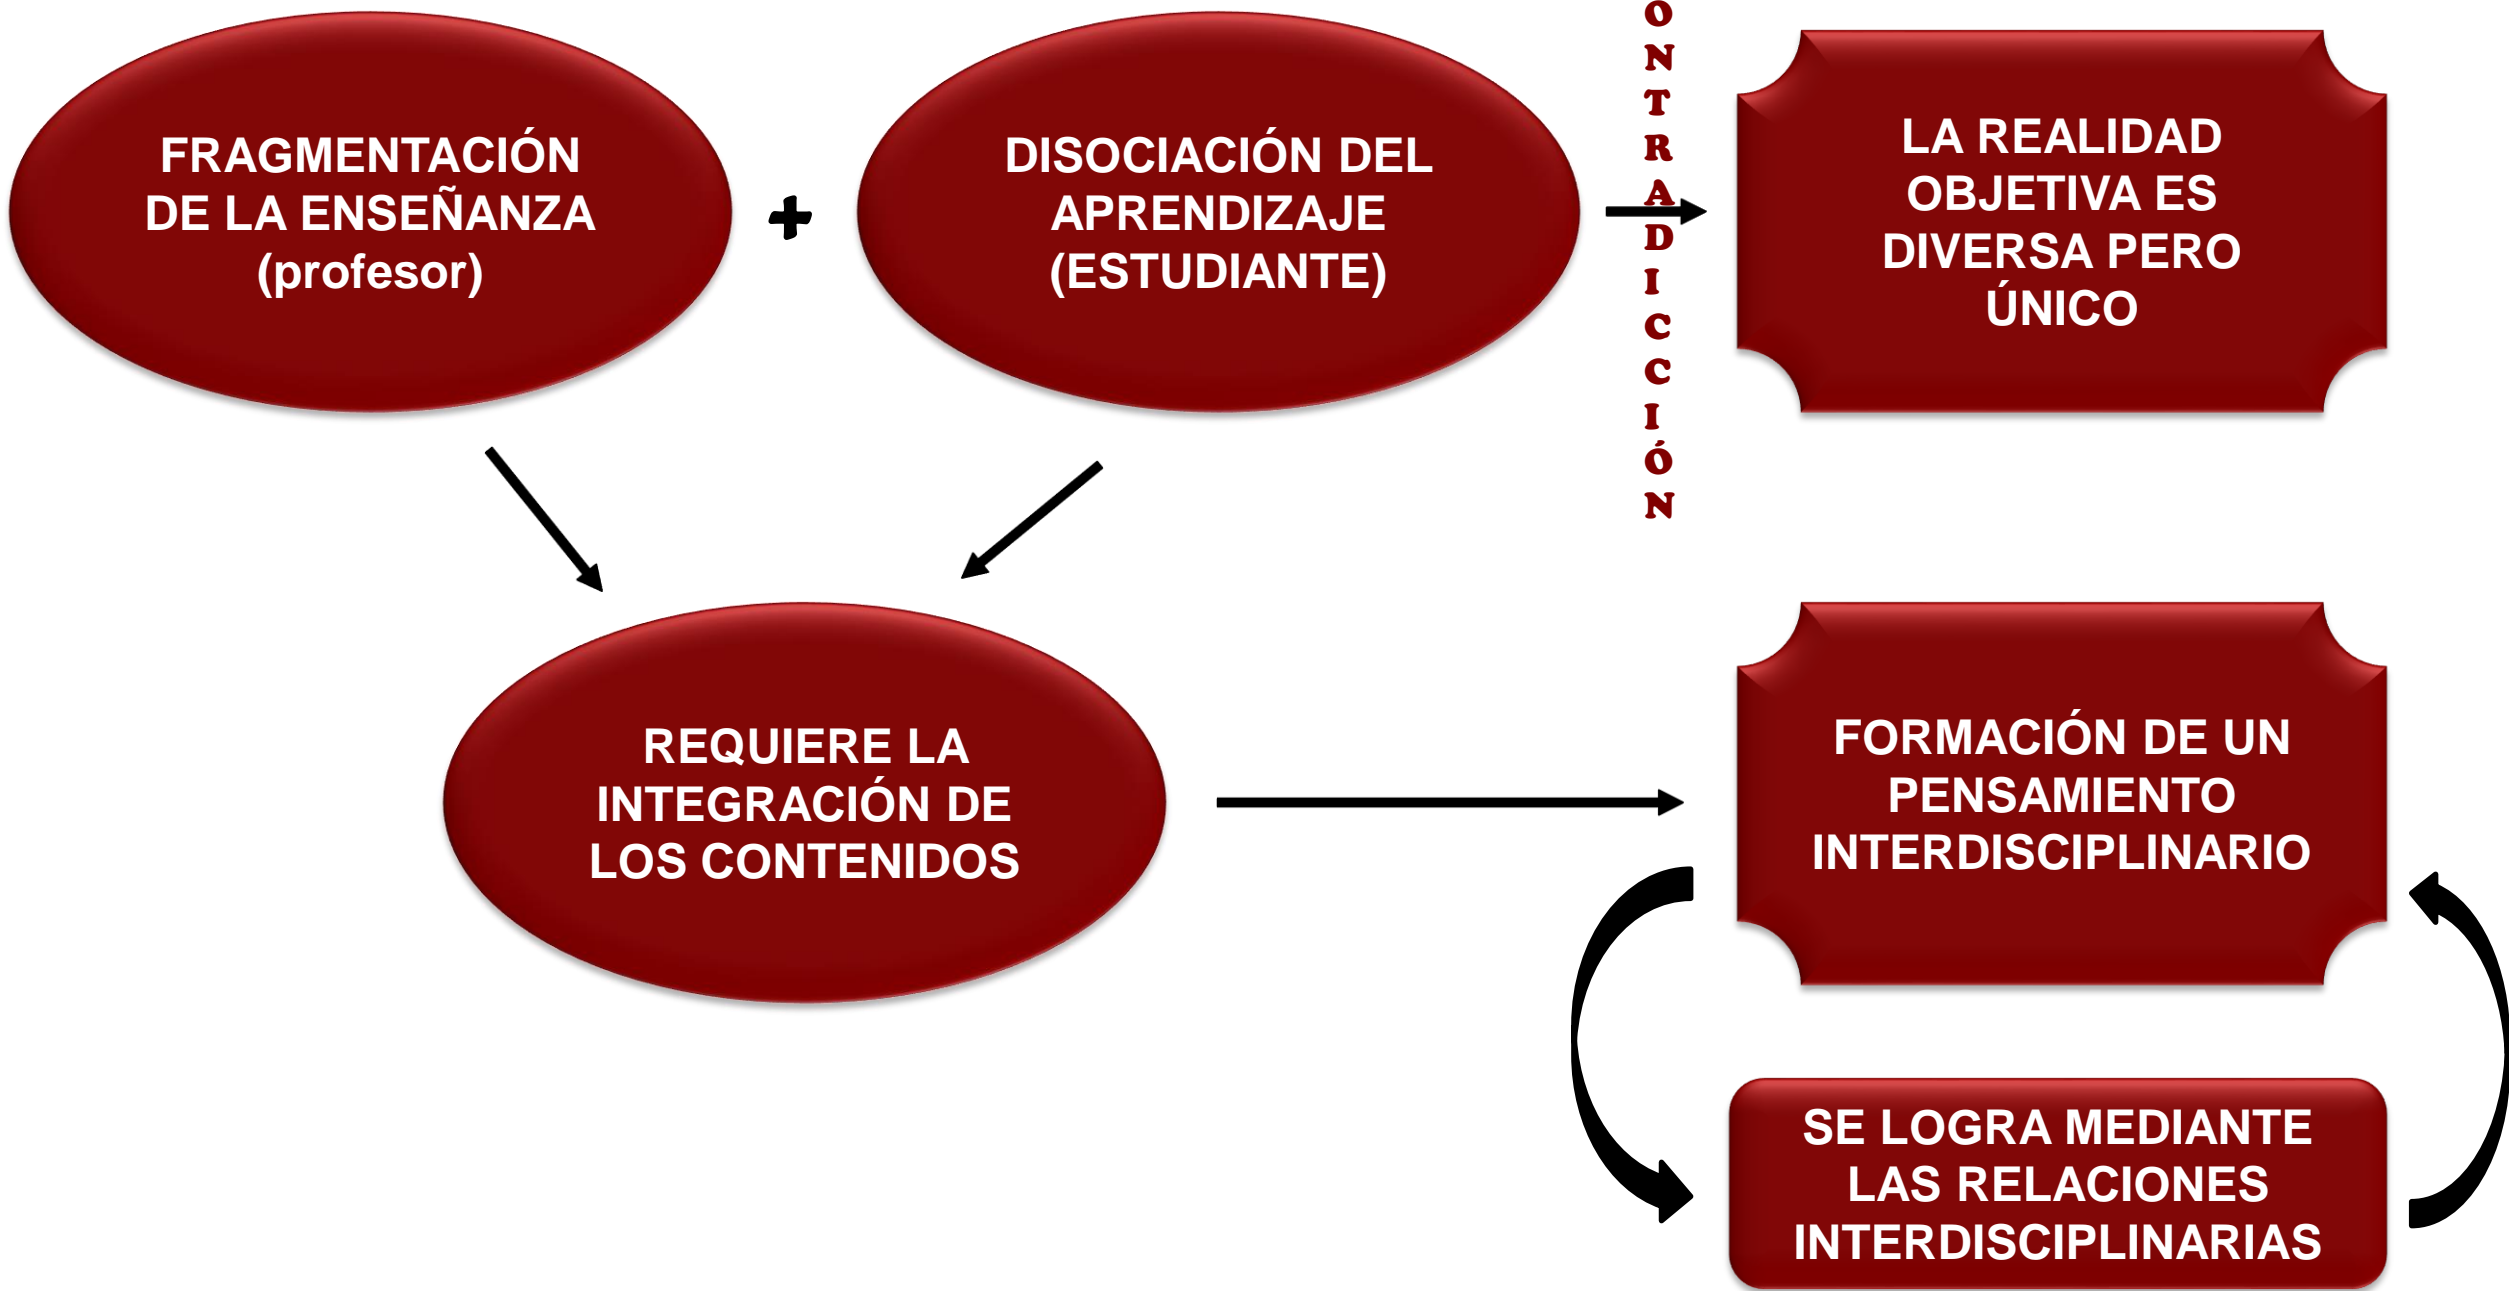 FRAGMENTACIÓN
DE LA ENSEÑANZA
(profesor)
+
DISOCIACIÓN DEL
APRENDIZAJE
(ESTUDIANTE)
O
N
T
R
A
D
I
C
C
I
Ó
N
LA REALIDAD
OBJETIVA ES
DIVERSA PERO
ÚNICO
REQUIERE LA
INTEGRACIÓN DE
LOS CONTENIDOS
FORMACIÓN DE UN
PENSAMIENTO
INTERDISCIPLINARIO
SE LOGRA MEDIANTE
LAS RELACIONES
INTERDISCIPLINARIAS